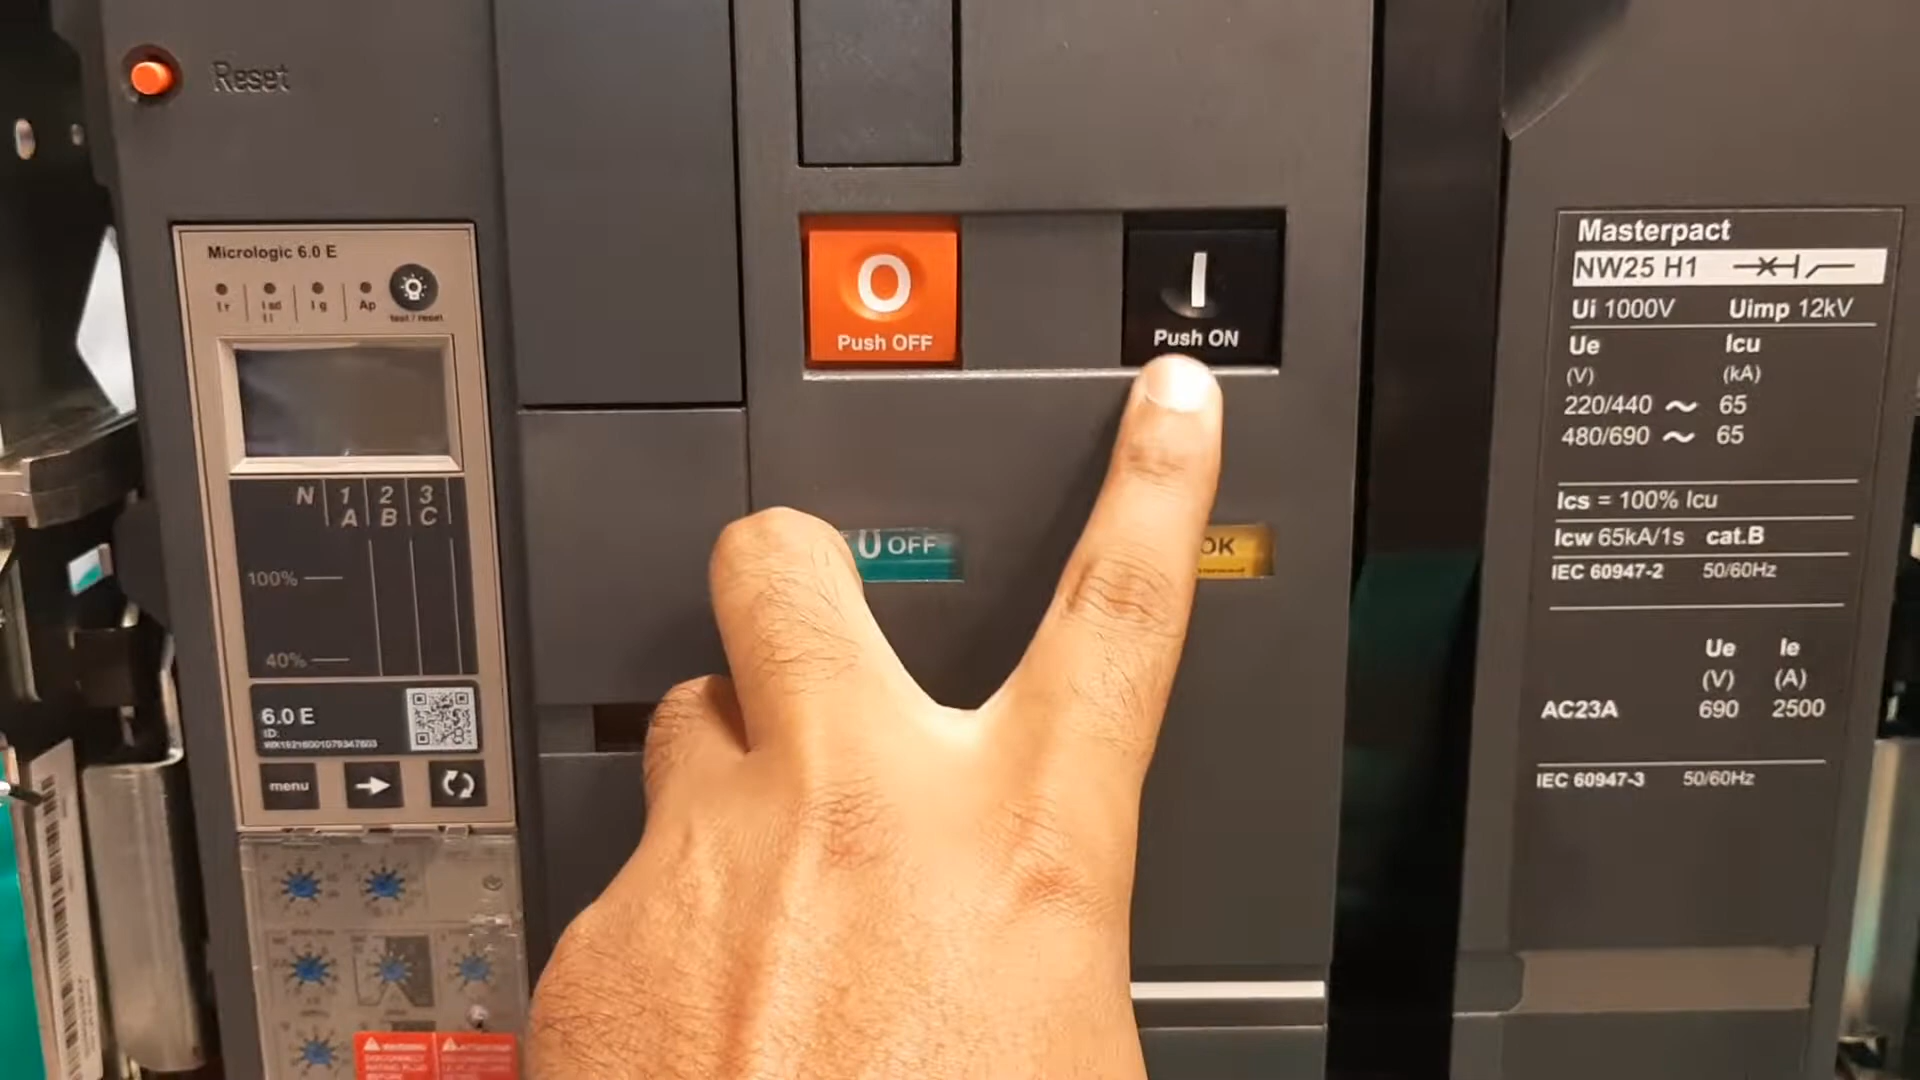 Reset
Micrologic 6.0 E
Ir
Isd
Ii
Ig
Ap
test / reset
N 1 2 3
A B C
100%
40%
6.0 E
ID:
menu
O
Push OFF
I
Push ON
O OFF
OK
Masterpact
NW25 H1
Ui 1000V Uimp 12kV
Ue Icu
(V) (kA)
220/440 ~ 65
480/690 ~ 65
Ics = 100% Icu
Icw 65kA/1s cat.B
IEC 60947-2 50/60Hz
Ue Ie
(V) (A)
AC23A 690 2500
IEC 60947-3 50/60Hz
WARNING